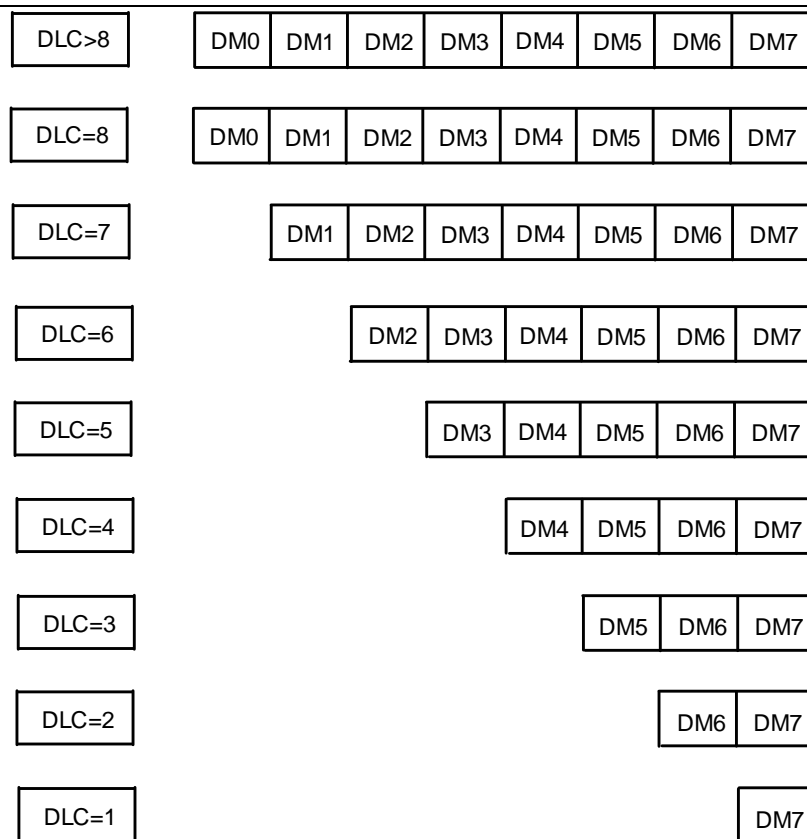 DLC>8 DM0 DM1 DM2 DM3 DM4 DM5 DM6 DM7
DLC=8 DM0 DM1 DM2 DM3 DM4 DM5 DM6 DM7
DLC=7 DM1 DM2 DM3 DM4 DM5 DM6 DM7
DLC=6 DM2 DM3 DM4 DM5 DM6 DM7
DLC=5 DM3 DM4 DM5 DM6 DM7
DLC=4 DM4 DM5 DM6 DM7
DLC=3 DM5 DM6 DM7
DLC=2 DM6 DM7
DLC=1 DM7